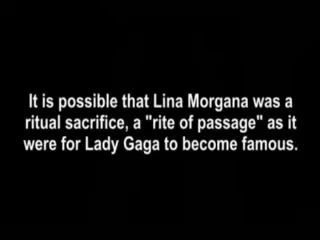 It is possible that Lina Morgana was a
ritual sacrifice, a "rite of passage" as it
were for Lady Gaga to become famous.